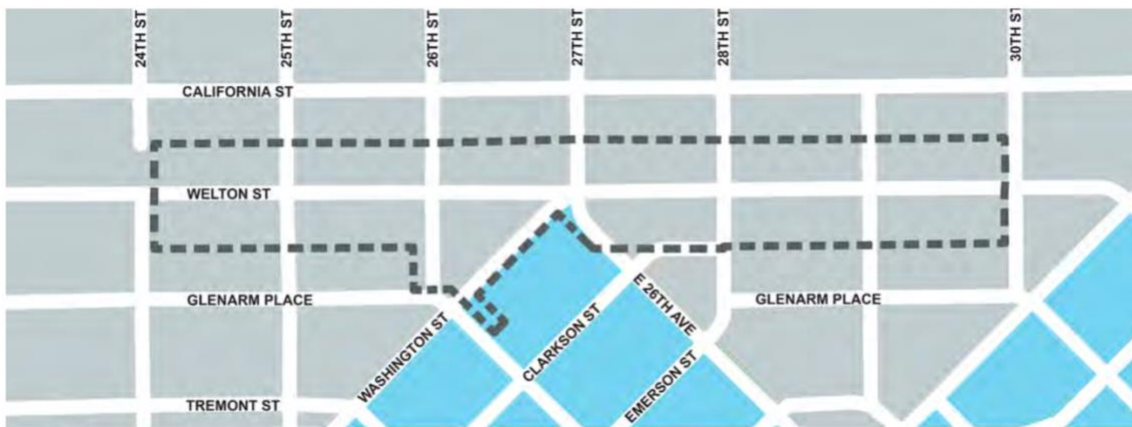 24TH ST
25TH ST
26TH ST
27TH ST
28TH ST
30TH ST
CALIFORNIA ST
WELTON ST
GLENARM PLACE
E 26TH AVE
GLENARM PLACE
WASHINGTON ST
CLARKSON ST
EMERSON ST
TREMONT ST